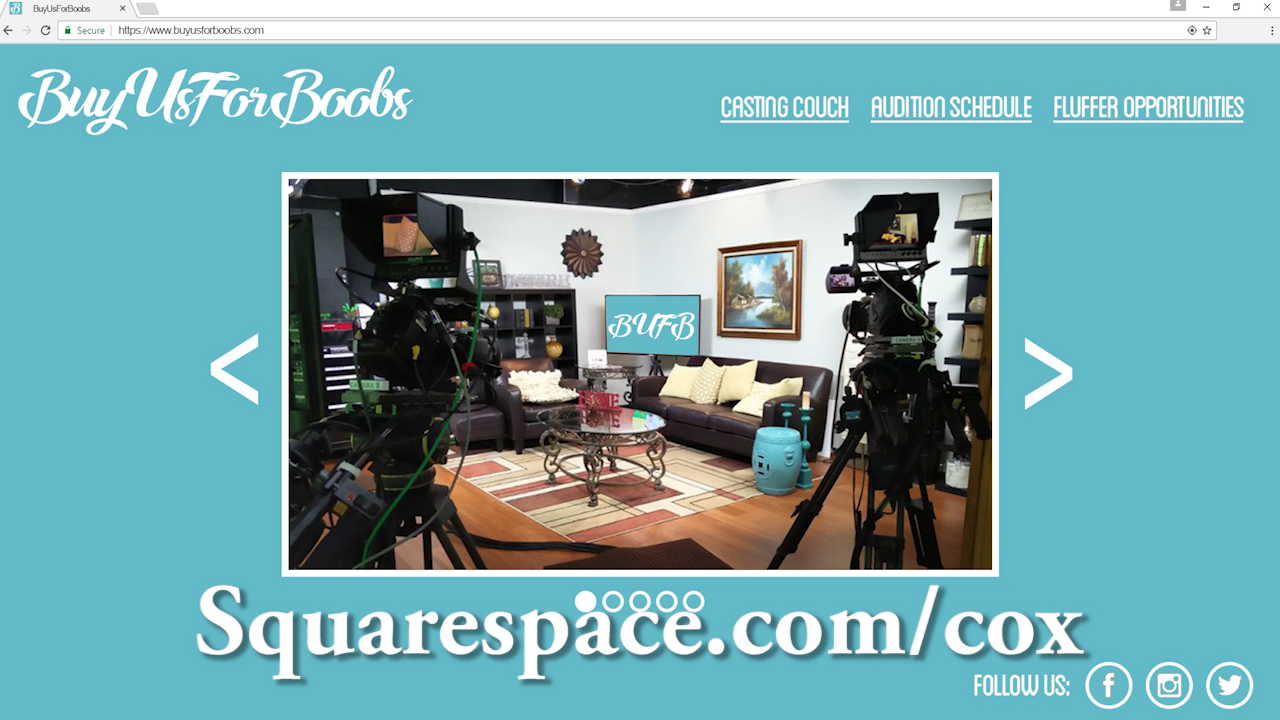 BuyUsForBoobs
Secure
https://www.buyusforboobs.com
BuyUsForBoobs
CASTING COUCH
AUDITION SCHEDULE
FLUFFER OPPORTUNITIES
BUFB
<
>
Squarespace.com/cox
FOLLOW US: